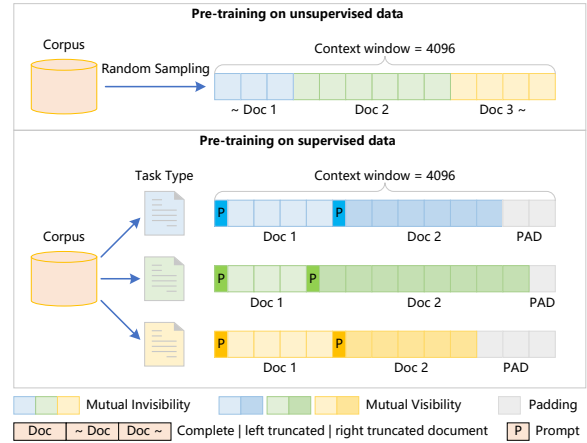 Pre-training on unsupervised data
Corpus
Random Sampling
Context window = 4096
~ Doc 1
Doc 2
Doc 3 ~
Pre-training on supervised data
Task Type
Context window = 4096
Corpus
P P
Doc 1 Doc 2 PAD
P P
Doc 1 Doc 2 PAD
P P
Doc 1 Doc 2 PAD
Mutual Invisibility Mutual Visibility Padding
Doc ~ Doc Doc ~ Complete | left truncated | right truncated document P Prompt